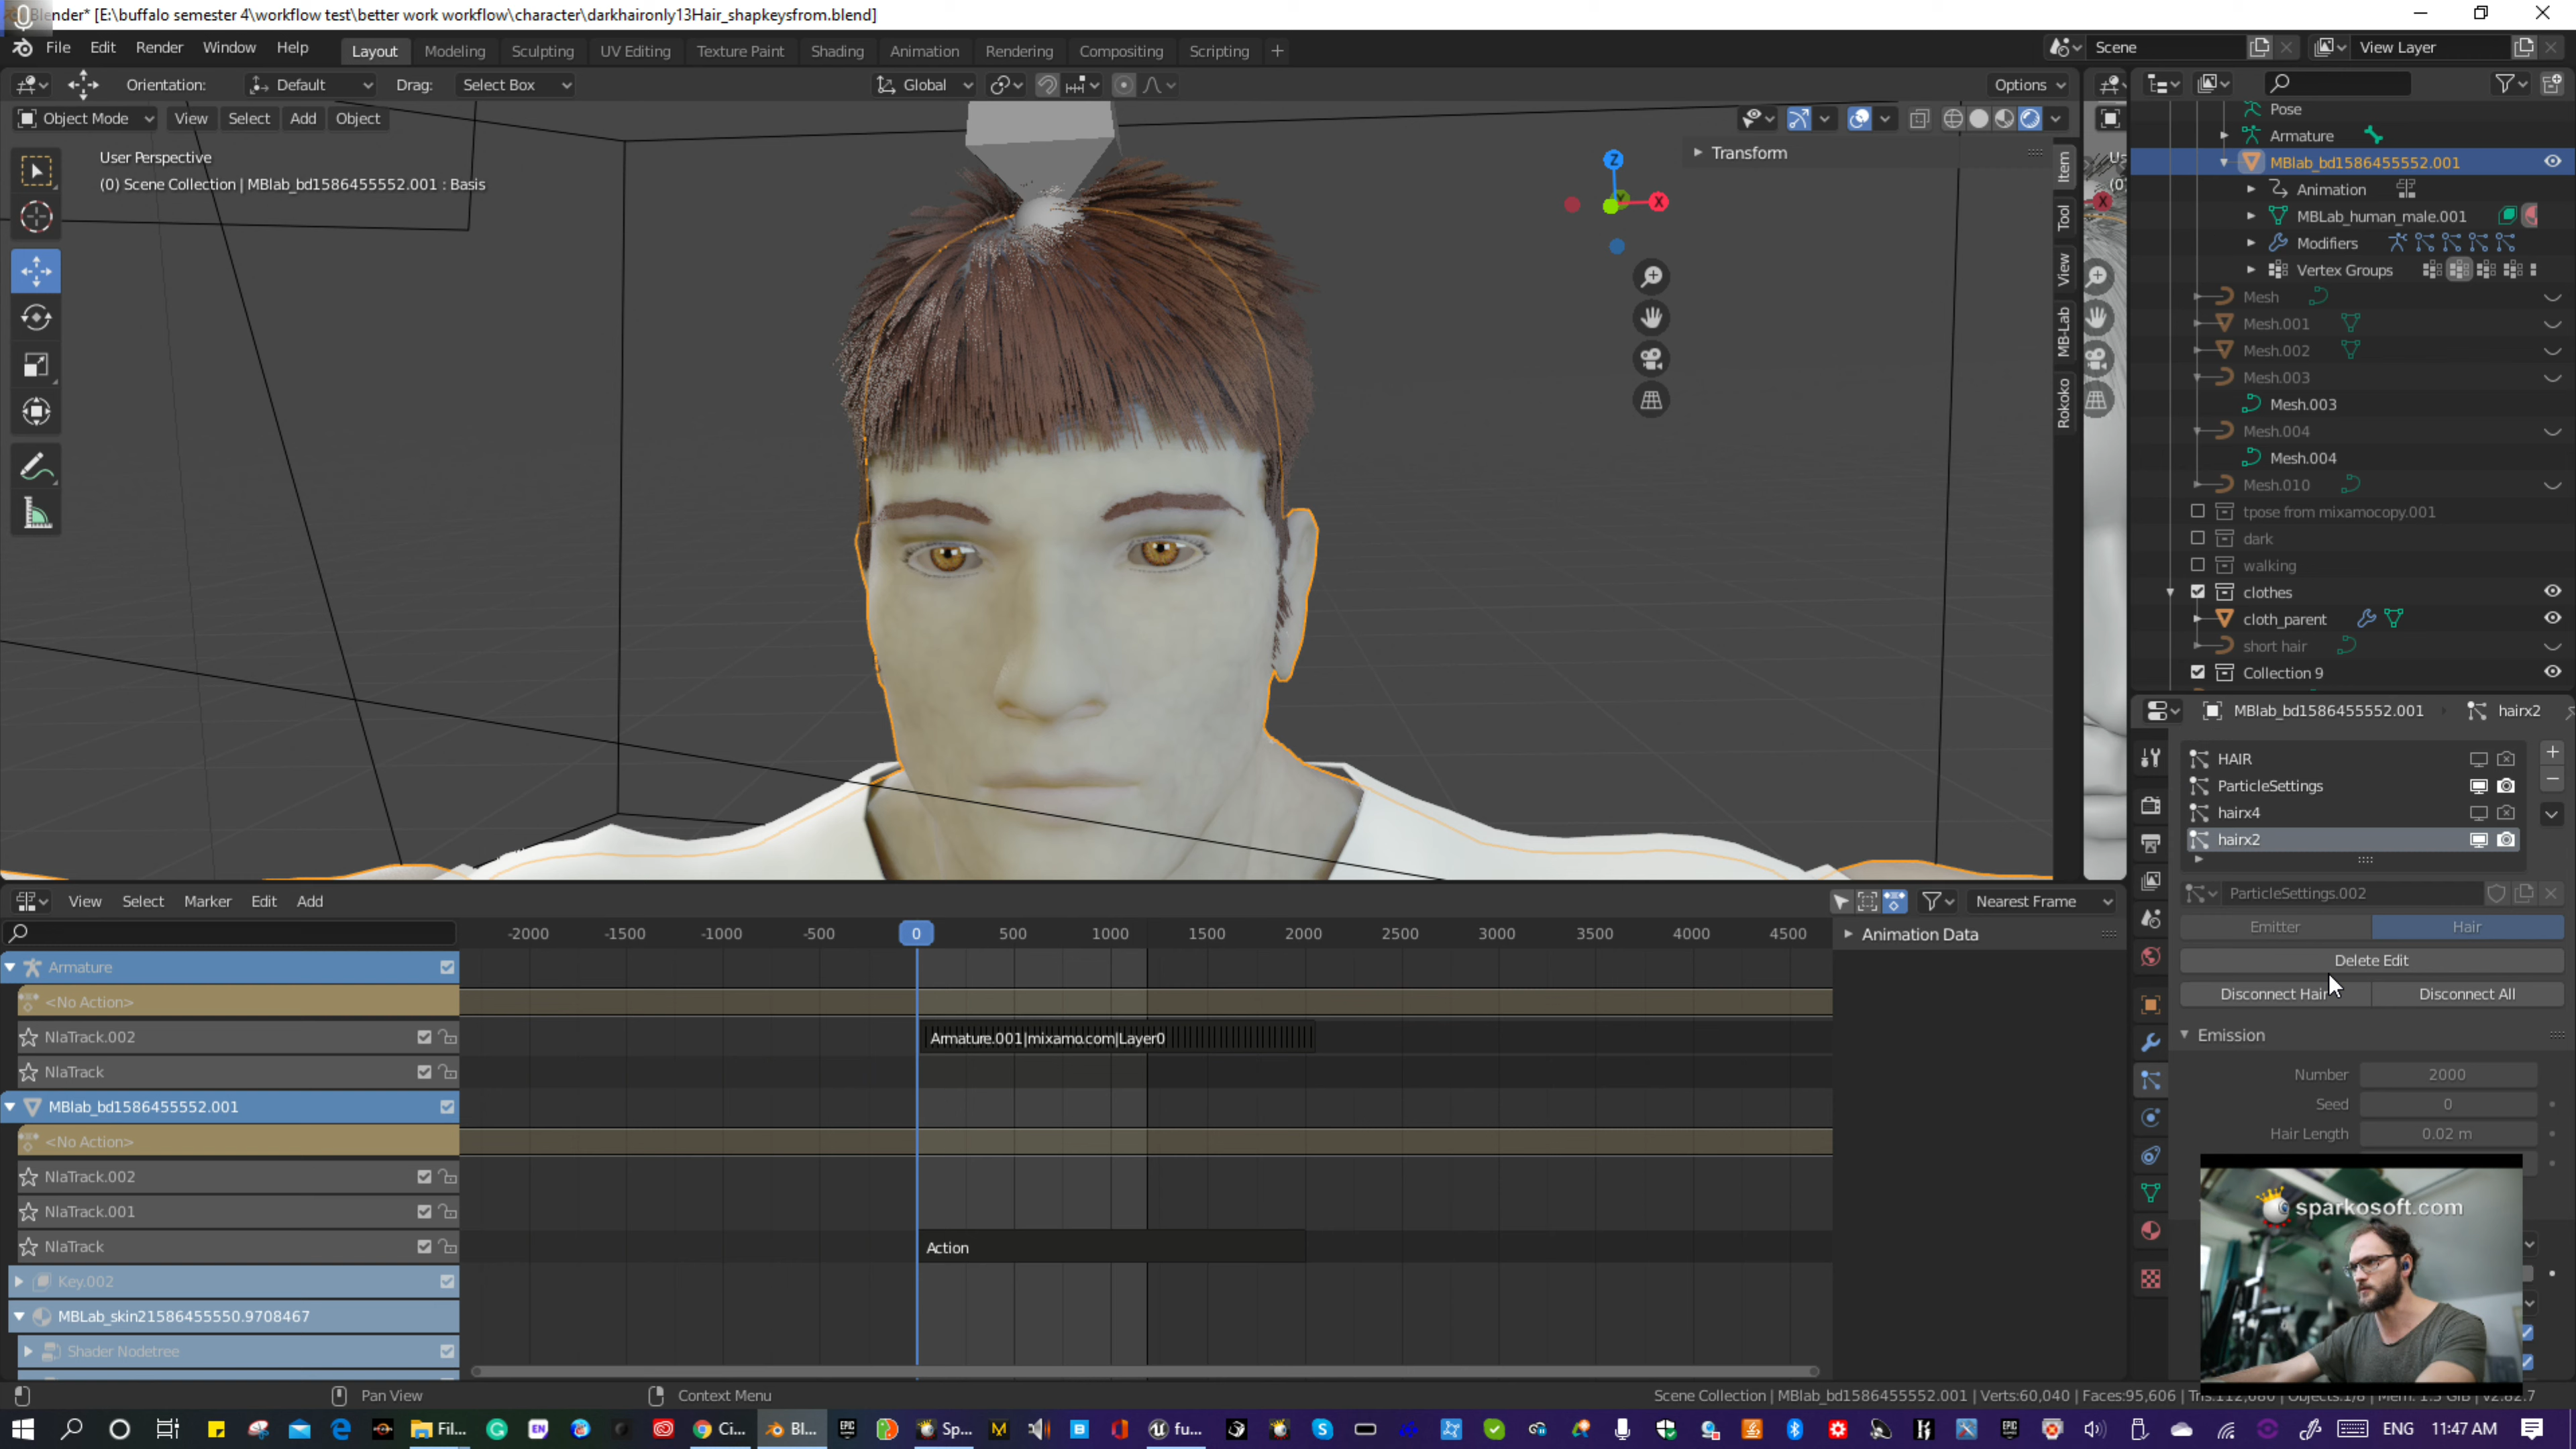 Blender* [E:\buffalo semester 4\workflow test\better work workflow\character\darkhaironly13Hair_shapkeysfrom.blend]
File Edit Render Window Help
Layout Modeling Sculpting UV Editing Texture Paint Shading Animation Rendering Compositing Scripting +
Scene
View Layer
Orientation: Default Drag: Select Box
Global
Options
Object Mode View Select Add Object
User Perspective
(0) Scene Collection | MBlab_bd1586455552.001 : Basis
Transform
Z
X
Item
Tool
View
MB-Lab
Rokoko
Pose
Armature
MBlab_bd1586455552.001
Animation
MBLab_human_male.001
Modifiers
Vertex Groups
Mesh
Mesh.001
Mesh.002
Mesh.003
Mesh.003
Mesh.004
Mesh.004
Mesh.010
tpose from mixamocopy.001
dark
walking
clothes
cloth_parent
short hair
Collection 9
MBlab_bd1586455552.001 hairx2
HAIR
ParticleSettings
hairx4
hairx2
ParticleSettings.002
Emitter Hair
Delete Edit
Disconnect Hair Disconnect All
Emission
Number 2000
Seed 0
Hair Length 0.02 m
sparkosoft.com
View Select Marker Edit Add
Nearest Frame
-2000 -1500 -1000 -500 0 500 1000 1500 2000 2500 3000 3500 4000 4500
Animation Data
Armature
<No Action>
NlaTrack.002
Armature.001|mixamo.com|Layer0
NlaTrack
MBlab_bd1586455552.001
<No Action>
NlaTrack.002
NlaTrack.001
NlaTrack
Action
Key.002
MBLab_skin21586455550.9708467
Shader Nodetree
Pan View
Context Menu
Scene Collection | MBlab_bd1586455552.001 | Verts:60,040 | Faces:95,606 |
Fil...
Ci...
Bl...
Sp...
fu...
ENG 11:47 AM